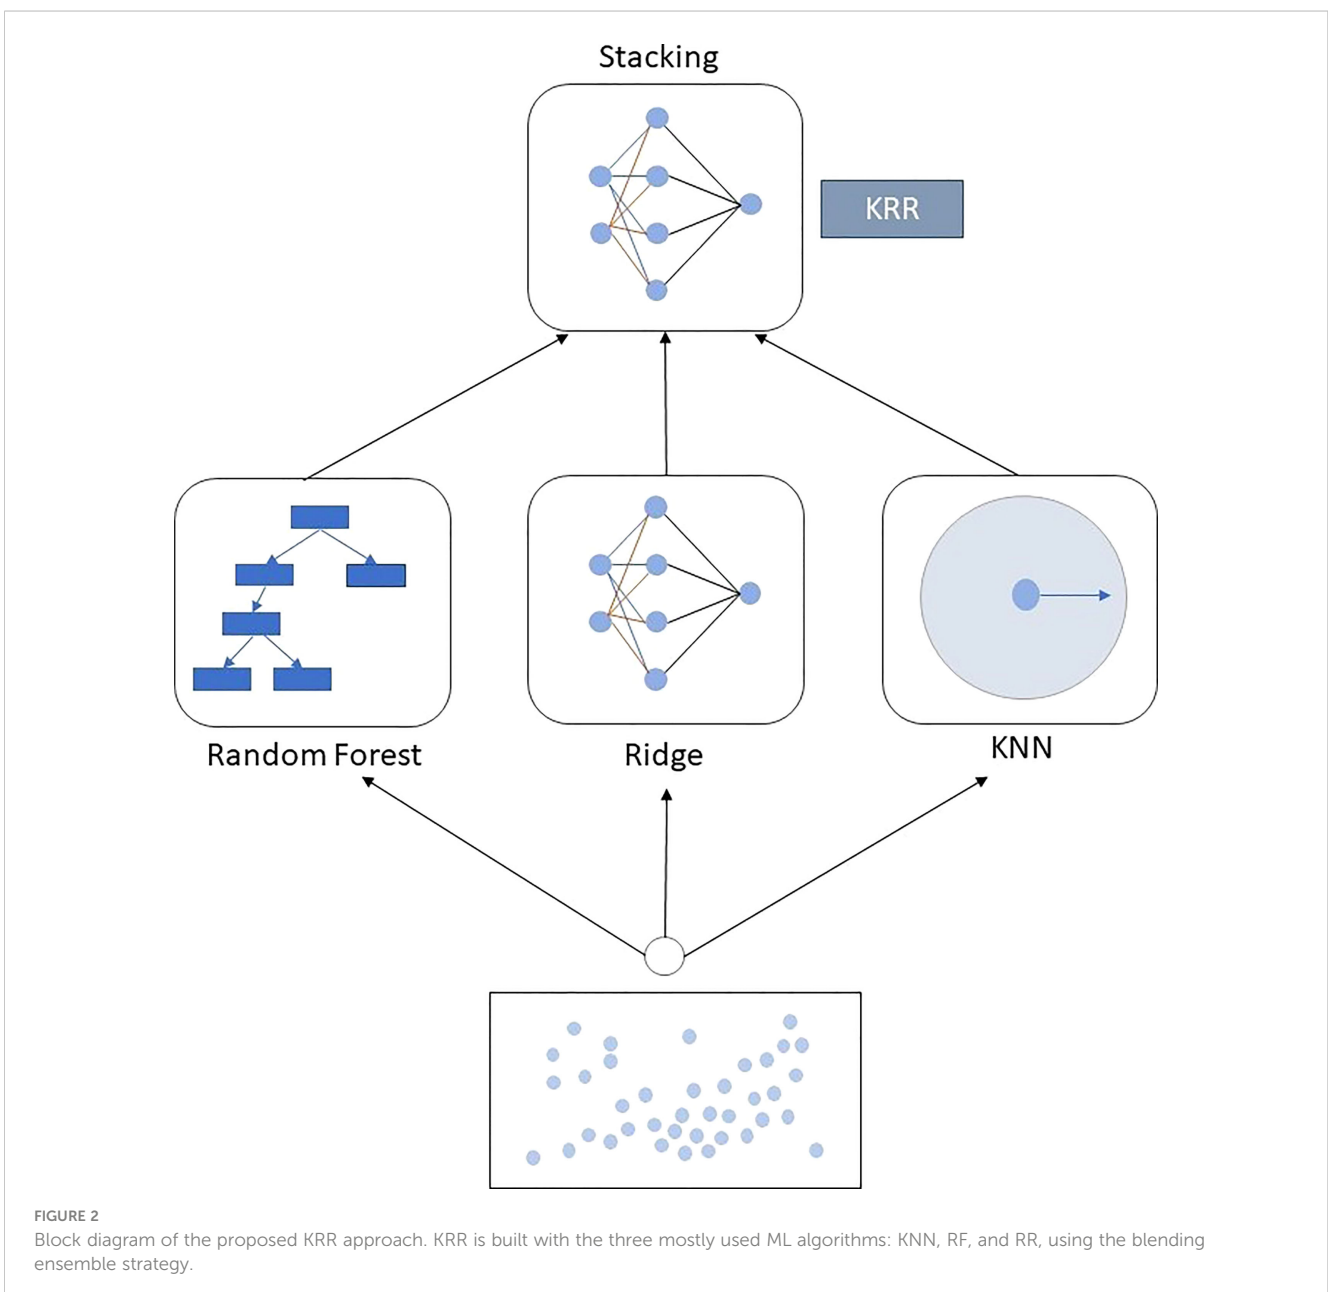 Stacking
KRR
Random Forest
Ridge
KNN
FIGURE 2
Block diagram of the proposed KRR approach. KRR is built with the three mostly used ML algorithms: KNN, RF, and RR, using the blending
ensemble strategy.